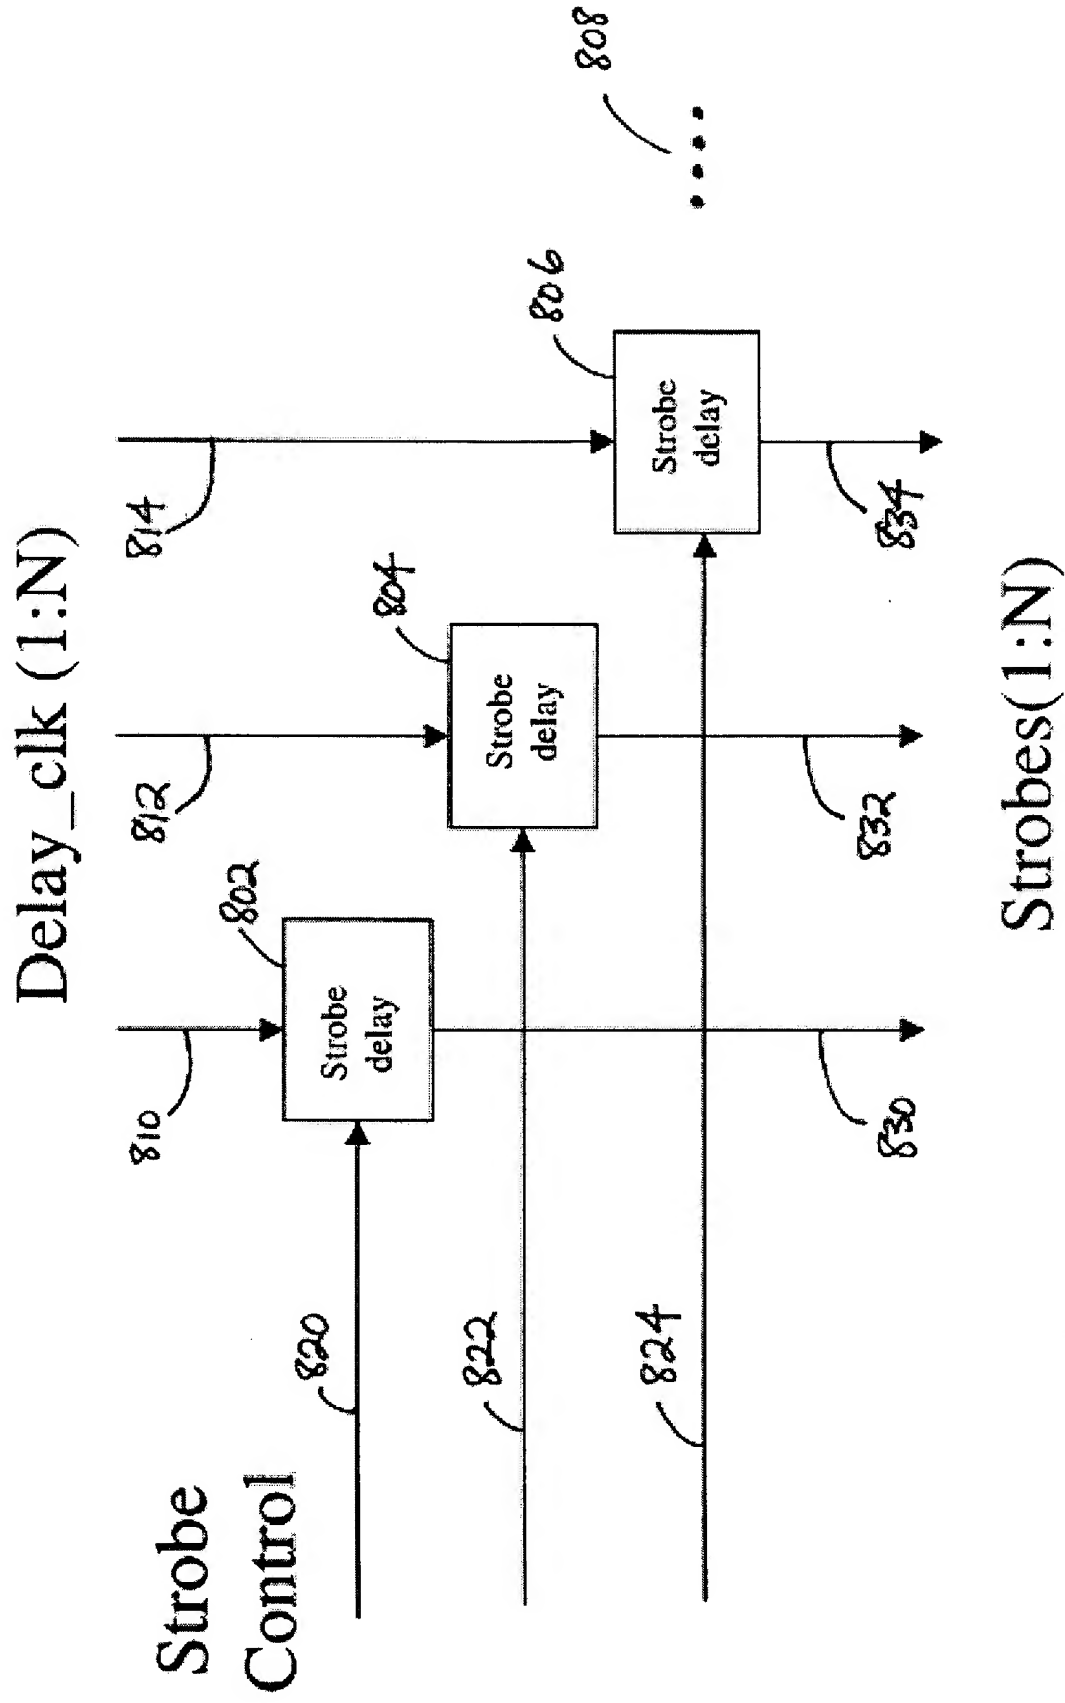 Delay_clk (1:N)
814
812
810
808
806
804
802
Strobe
delay
Strobe
delay
Strobe
delay
Strobe
Control
820
822
824
830
832
834
Strobes(1:N)